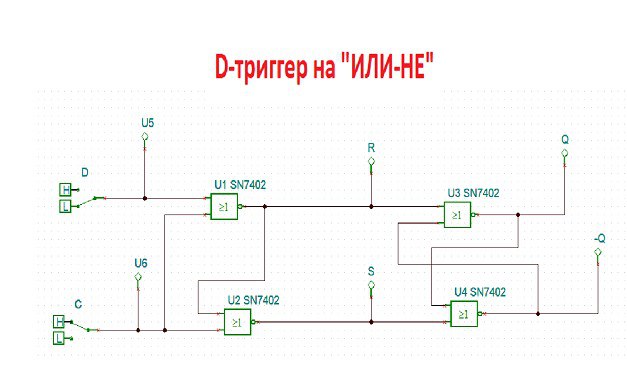 D-триггер на "ИЛИ-НЕ"
U5
Q
R
D
U1 SN7402
U3 SN7402
H
L
≥1
≥1
-Q
U6
S
C
U2 SN7402
U4 SN7402
H
L
≥1
≥1